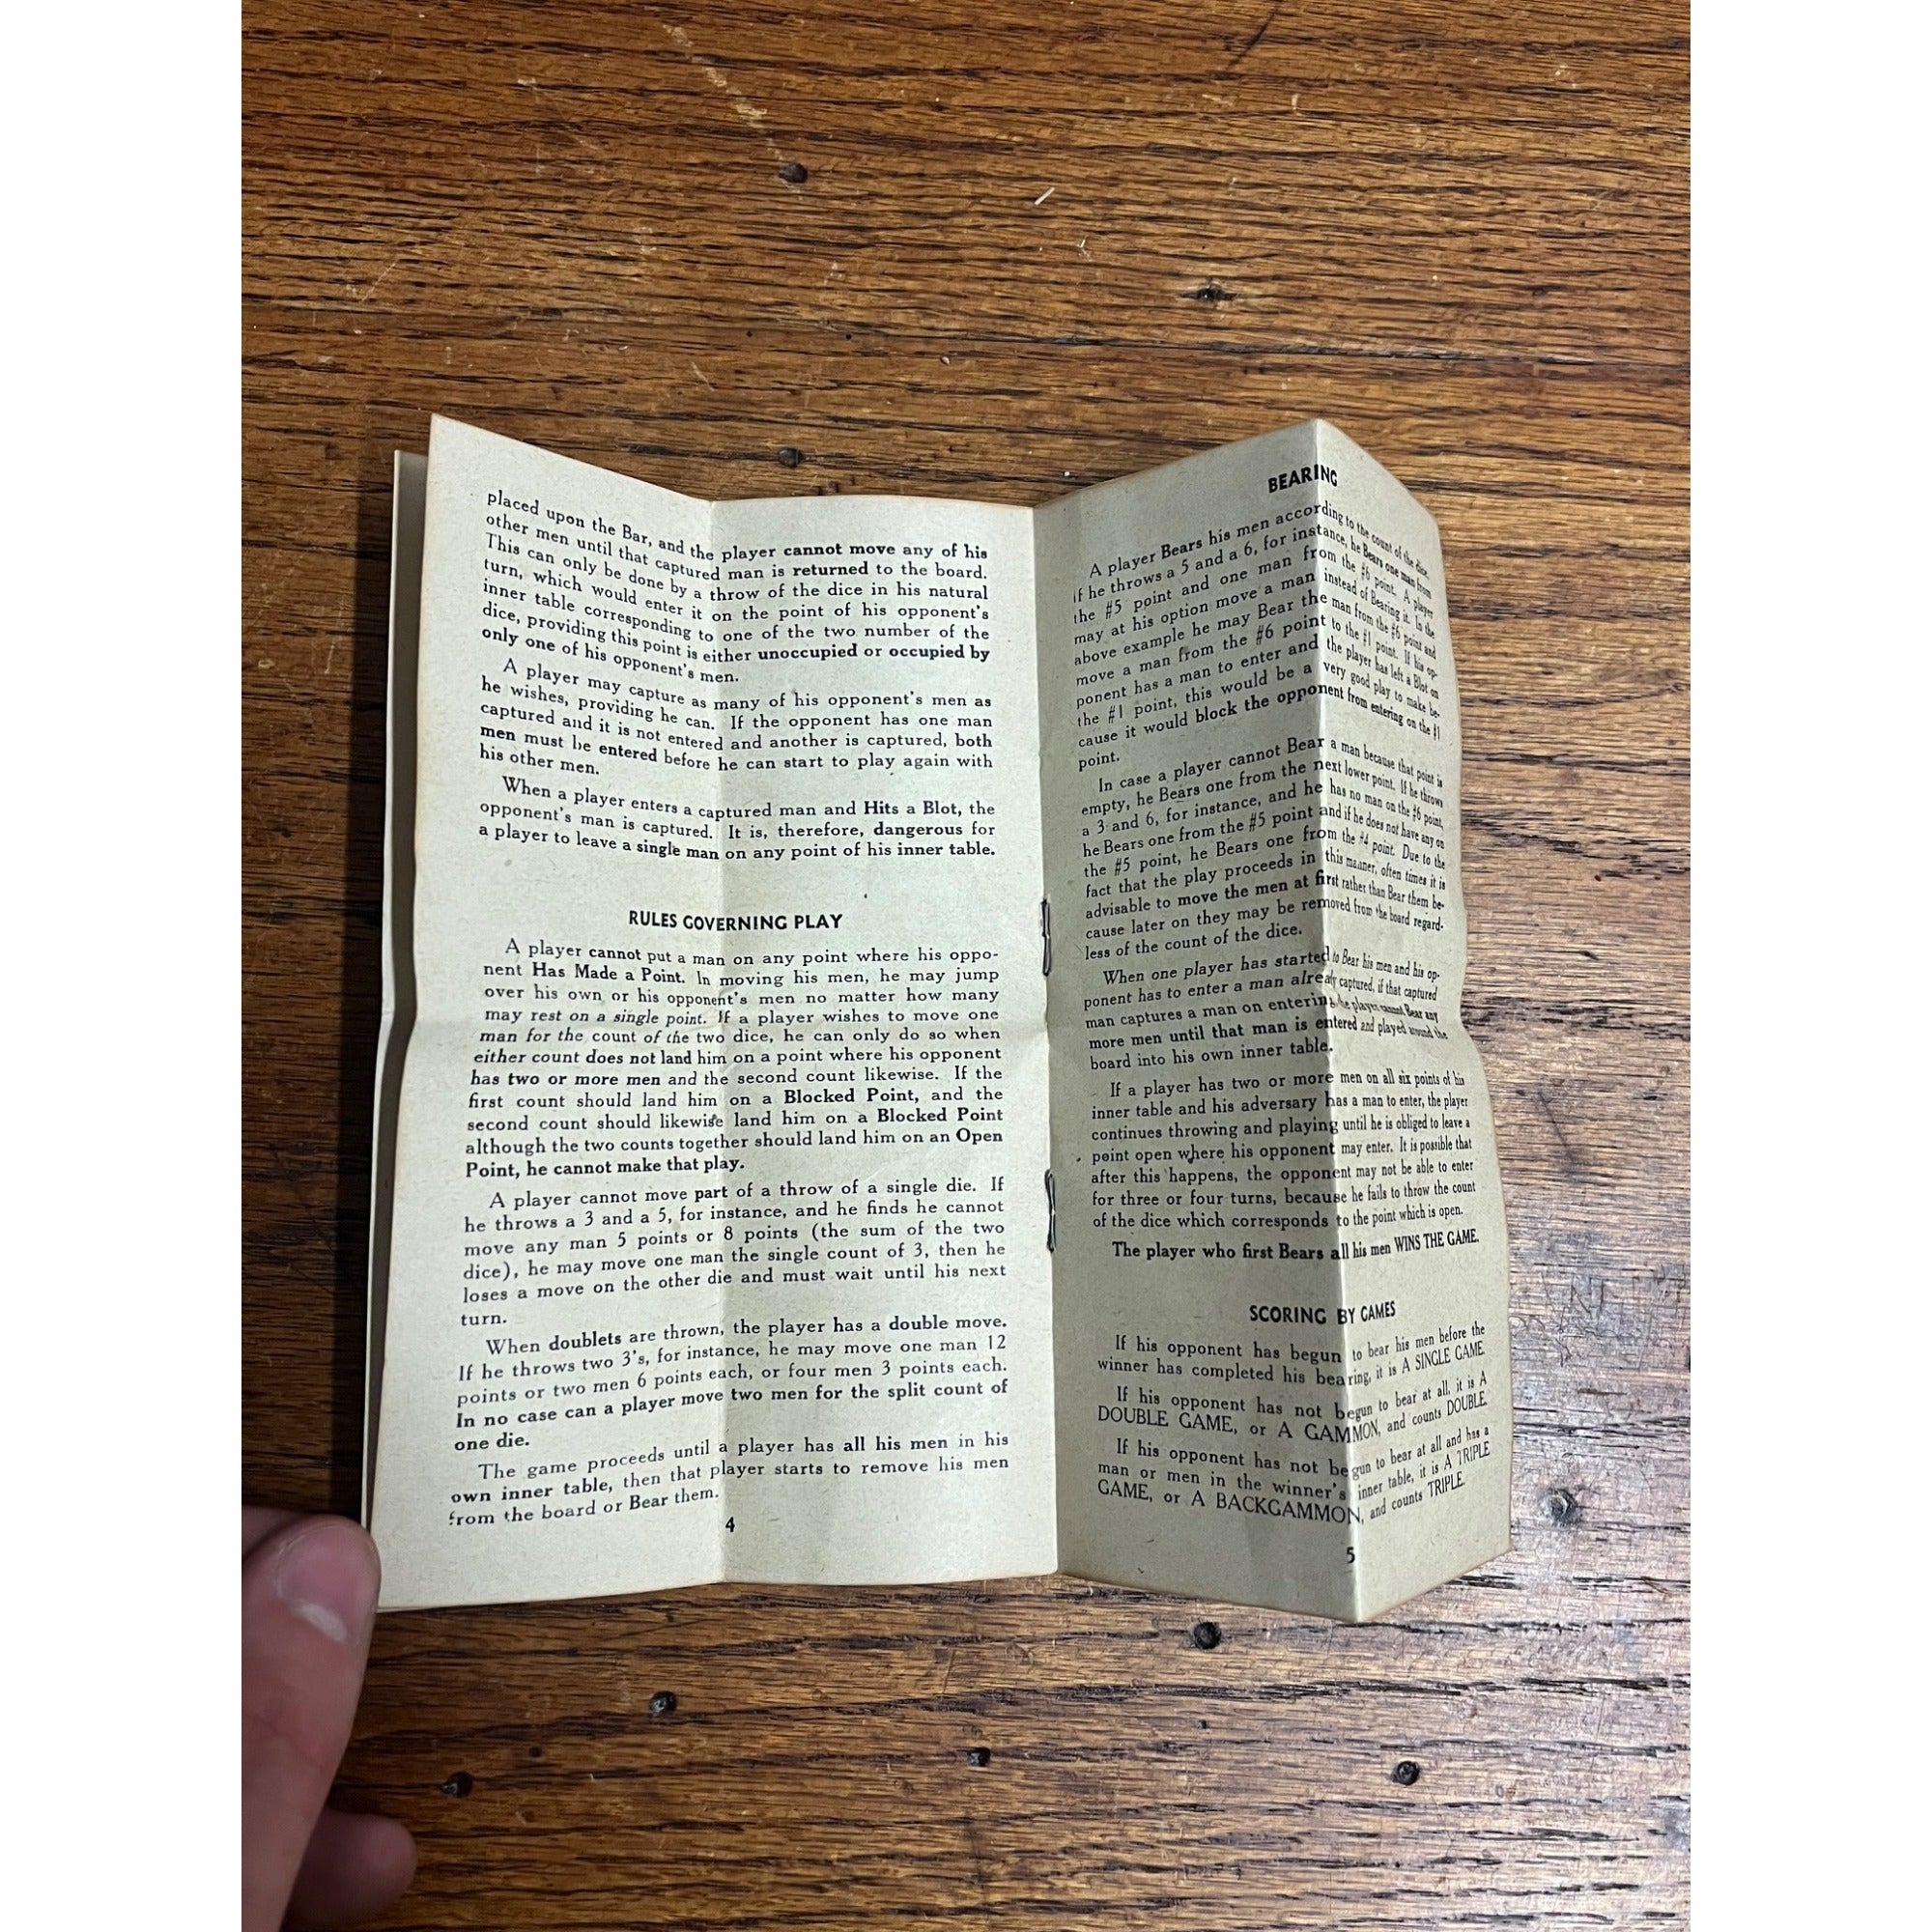 placed upon the Bar, and the player cannot move any of his
other men until that captured man is returned to the board.
This can only be done by a throw of the dice in his natural
turn, which would enter it on the point of his opponent's
inner table corresponding to one of the two number of the
dice, providing this point is either unoccupied or occupied by
only one of his opponent's men.
A player may capture as many of his opponent's men as
he wishes, providing he can. If the opponent has one man
captured and it is not entered and another is captured, both
men must be entered before he can start to play again with
his other men.
When a player enters a captured man and Hits a Blot, the
opponent's man is captured. It is, therefore, dangerous for
a player to leave a single man on any point of his inner table.
RULES GOVERNING PLAY
A player cannot put a man on any point where his oppo-
nent Has Made a Point. In moving his men, he may jump
over his own or his opponent's men no matter how many
may rest on a single point. If a player wishes to move one
man for the count of the two dice, he can only do so when
either count does not land him on a point where his opponent
has two or more men and the second count likewise. If the
first count should land him on a Blocked Point, and the
second count should likewise land him on a Blocked Point
although the two counts together should land him on an Open
Point, he cannot make that play.
A player cannot move part of a throw of a single die. If
he throws a 3 and a 5, for instance, and he finds he cannot
move any man 5 points or 8 points (the sum of the two
dice), he may move one man the single count of 3, then he
loses a move on the other die and must wait until his next
turn.
When doublets are thrown, the player has a double move.
If he throws two 3's, for instance, he may move one man 12
points or two men 6 points each, or four men 3 points each.
In no case can a player move two men for the split count of
one die.
The game proceeds until a player has all his men in his
own inner table, then that player starts to remove his men
from the board or Bear them.
4
BEARING
A player Bears his men according to the count of the dice.
if he throws a 5 and a 6, for instance, he Bears one man from
the #5 point and one man from the #6 point. A player
may at his option move a man instead of Bearing it. In the
above example he may Bear the man from the #6 point and
move a man from the #6 point to the #1 point. If his op-
ponent has a man to enter and the player has left a Blot on
the #1 point, this would be a very good play to make be-
cause it would block the opponent from entering on the #1
point.
In case a player cannot Bear a man because that point is
empty, he Bears one from the next lower point. If he throws
a 3 and 6, for instance, and he has no man on the #6 point,
he Bears one from the #5 point and if he does not have any on
the #5 point, he Bears one from the #4 point. Due to the
fact that the play proceeds in this manner, often times it is
advisable to move the men at first rather than Bear them be-
cause later on they may be removed from the board regard-
less of the count of the dice.
When one player has started to Bear his men and his op-
ponent has to enter a man already captured, if that captured
man captures a man on entering, the player cannot Bear any
more men until that man is entered and played around the
board into his own inner table.
If a player has two or more men on all six points of his
inner table and his adversary has a man to enter, the player
continues throwing and playing until he is obliged to leave a
point open where his opponent may enter. It is possible that
after this happens, the opponent may not be able to enter
for three or four turns, because he fails to throw the count
of the dice which corresponds to the point which is open.
The player who first Bears all his men WINS THE GAME.
SCORING BY GAMES
If his opponent has begun to bear his men before the
winner has completed his bearing, it is A SINGLE GAME.
If his opponent has not begun to bear at all, it is A
DOUBLE GAME, or A GAMMON, and counts DOUBLE.
If his opponent has not begun to bear at all and has a
man or men in the winner's inner table, it is A TRIPLE
GAME, or A BACKGAMMON, and counts TRIPLE.
5